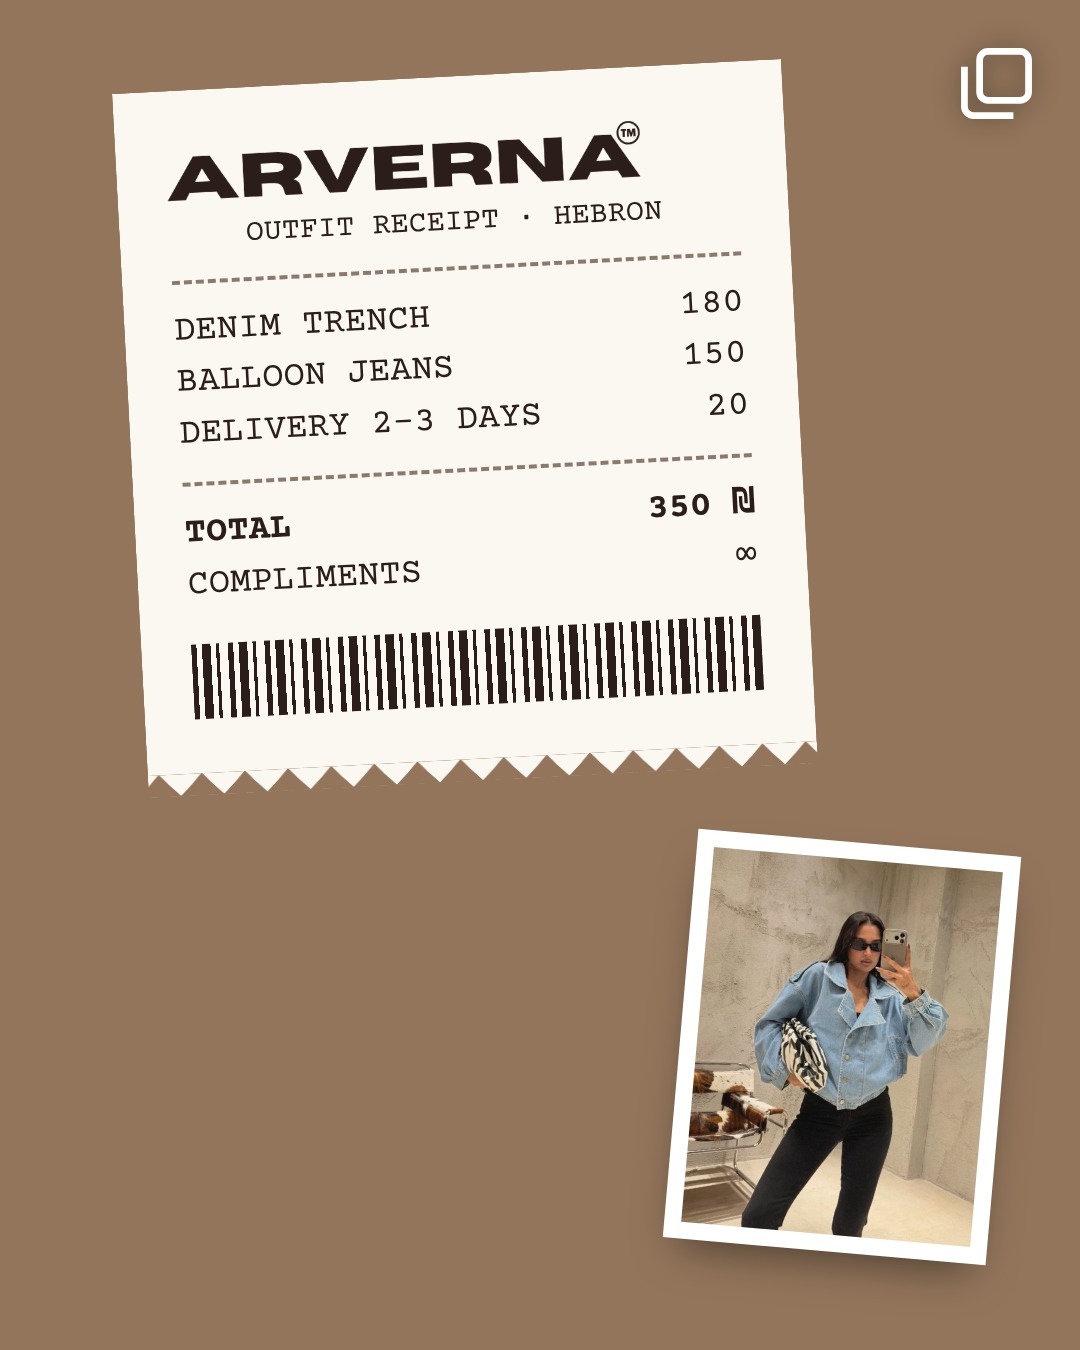 ARVERNA™
OUTFIT RECEIPT · HEBRON
DENIM TRENCH 180
BALLOON JEANS 150
DELIVERY 2-3 DAYS 20
TOTAL 350 ₪
COMPLIMENTS ∞